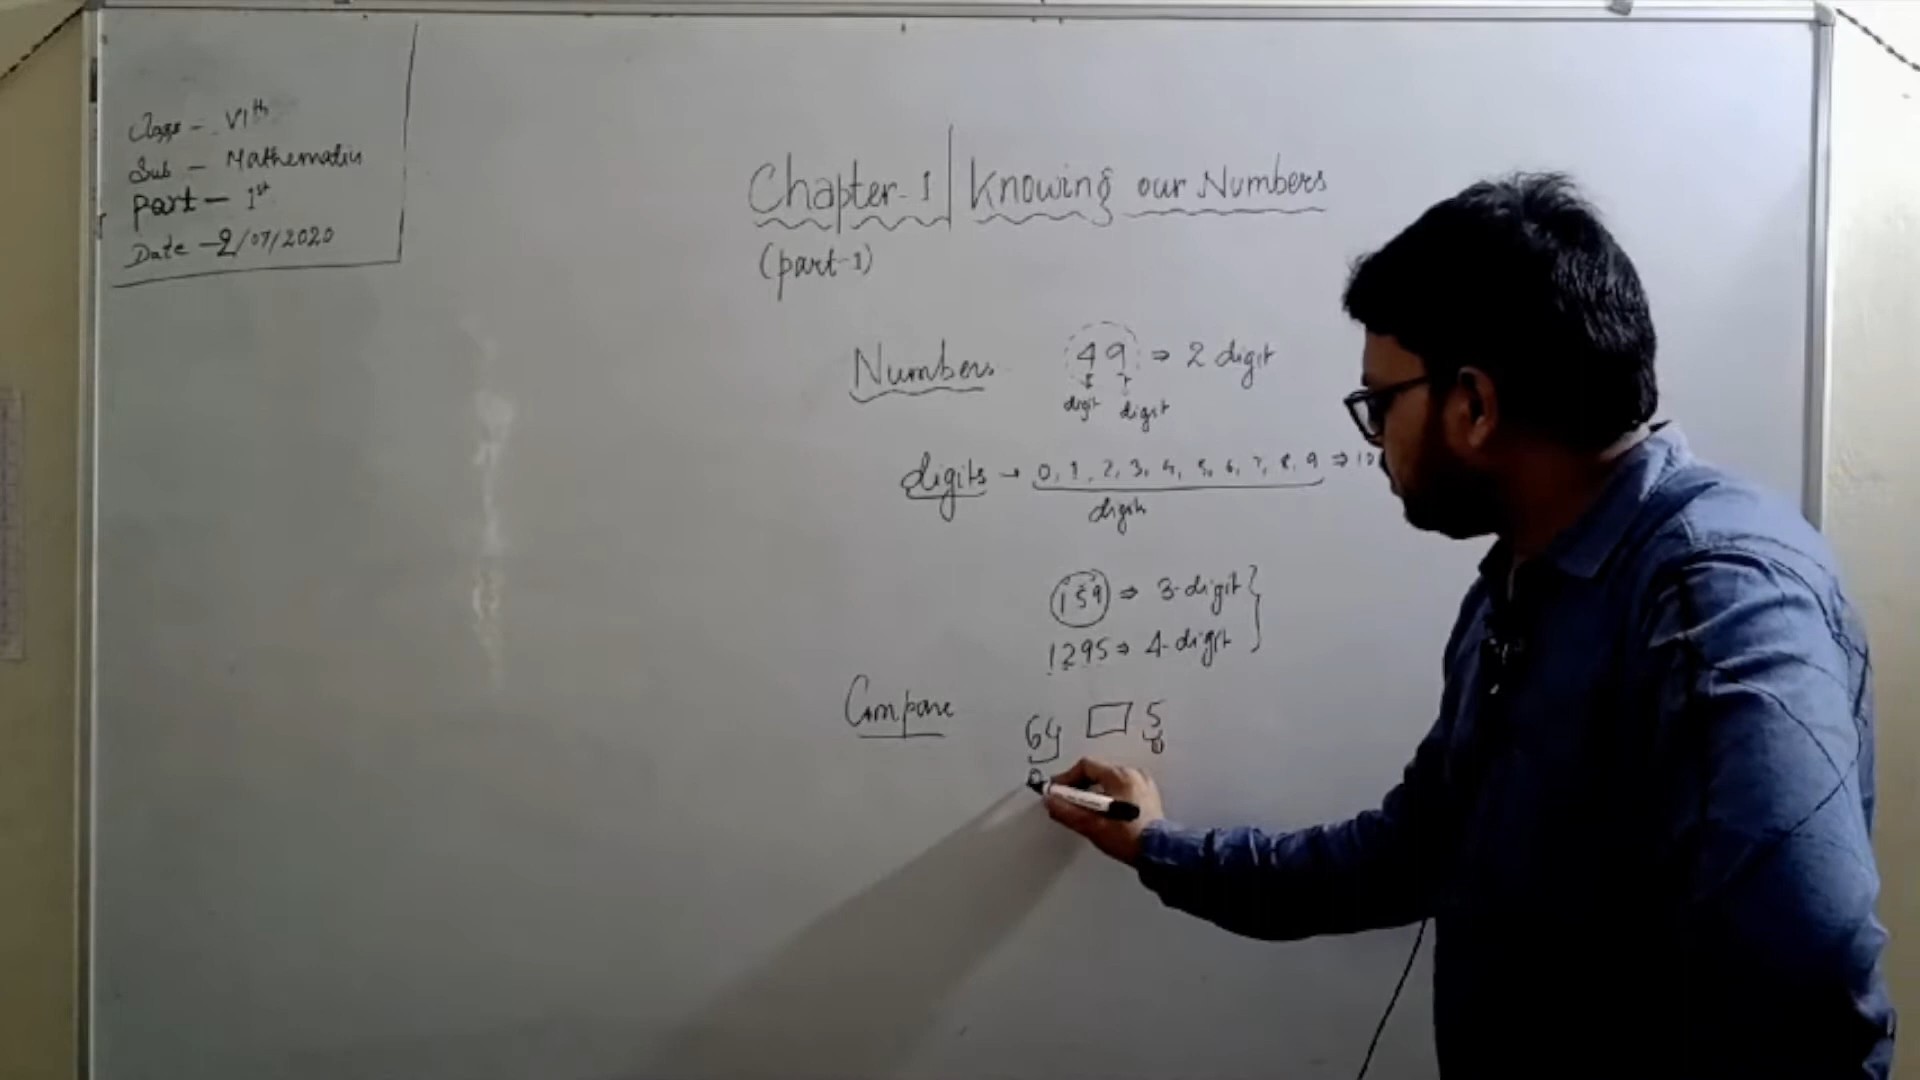 Class - VIth
Sub - Mathematics
Part - 1st
Date - 2/07/2020
Chapter-1 | Knowing our Numbers
(part-1)
Numbers 49 ⇒ 2 digit
digit digit
digits → 0, 1, 2, 3, 4, 5, 6, 7, 8, 9 ⇒ 10
digits
159 ⇒ 3-digit }
1295 ⇒ 4-digit
Compare 64 □ 5